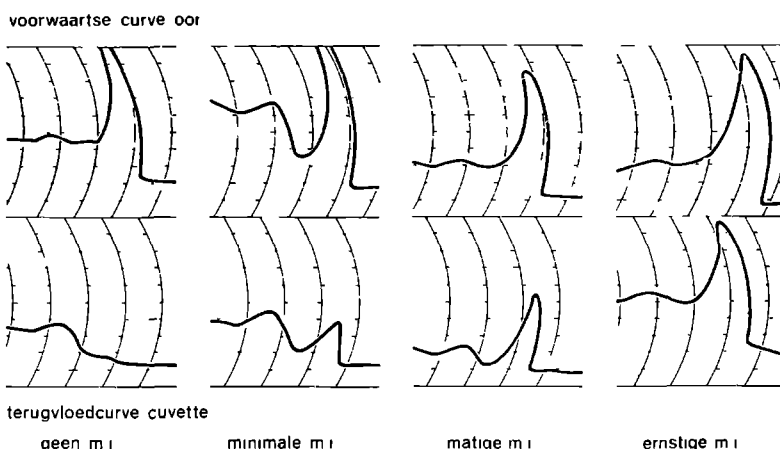 voorwaartse curve oor
terugvloedcurve cuvette
geen m i
minimale m i
matige m i
ernstige m i